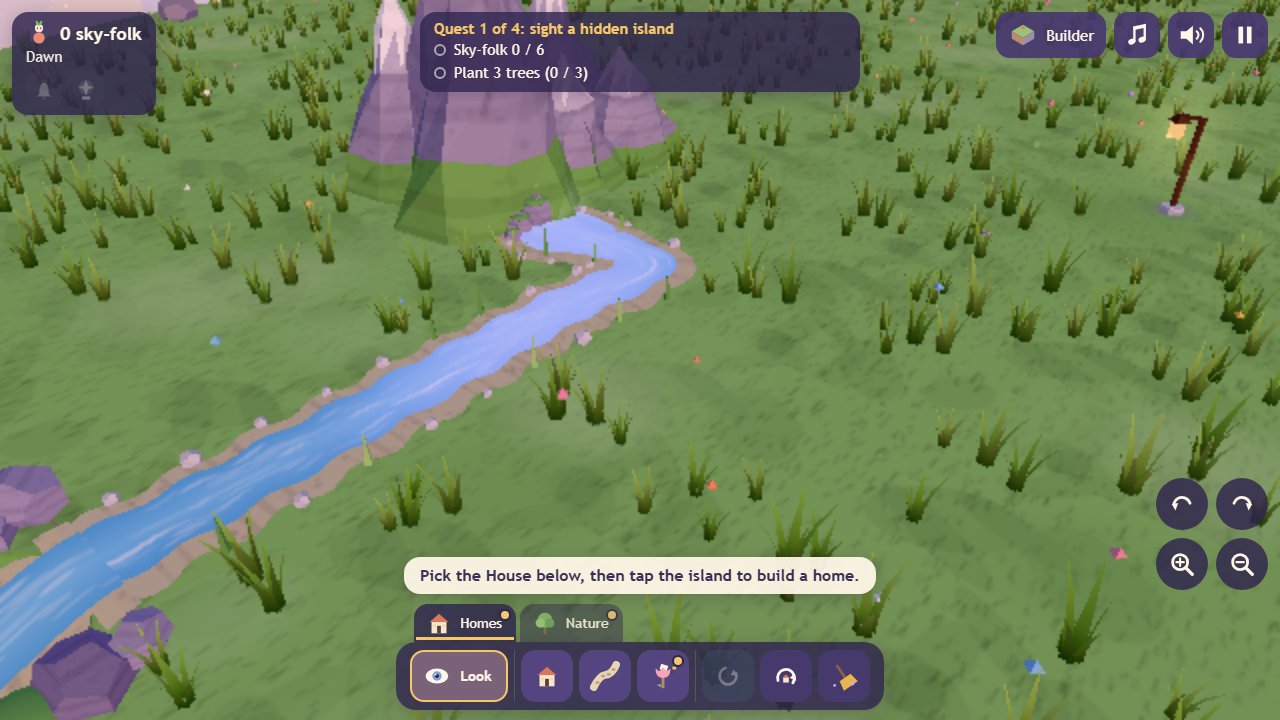 0 sky-folk
Dawn
Quest 1 of 4: sight a hidden island
Sky-folk 0 / 6
Plant 3 trees (0 / 3)
Builder
Pick the House below, then tap the island to build a home.
Homes
Nature
Look